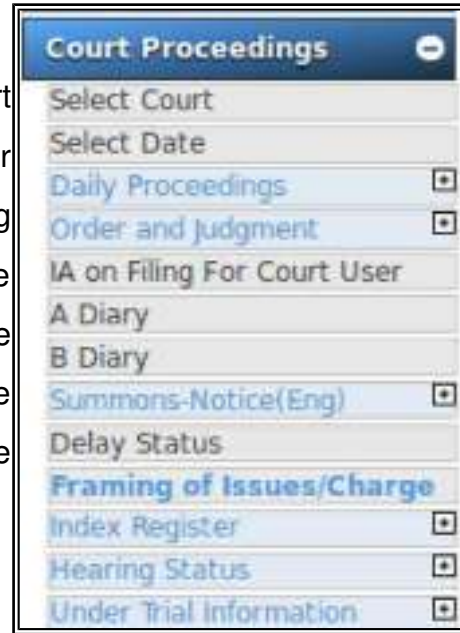 Court Proceedings
Select Court
Select Date
Daily Proceedings
Order and Judgment
IA on Filing For Court User
A Diary
B Diary
Summons-Notice(Eng)
Delay Status
Framing of Issues/Charge
Index Register
Hearing Status
Under Trial Information